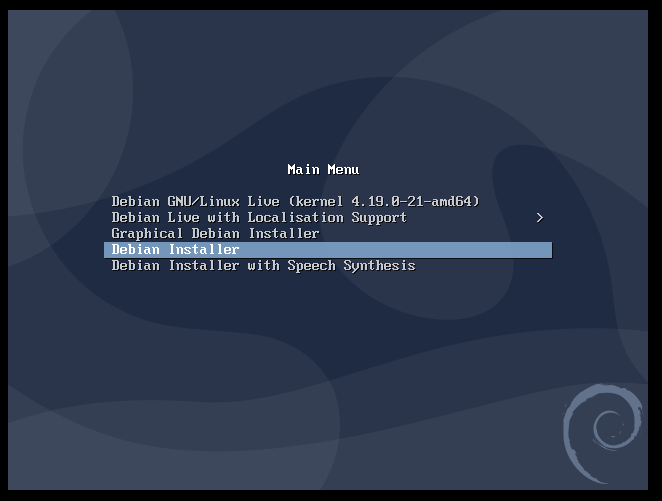 Main Menu
Debian GNU/Linux Live (kernel 4.19.0-21-amd64)
Debian Live with Localisation Support >
Graphical Debian Installer
Debian Installer
Debian Installer with Speech Synthesis